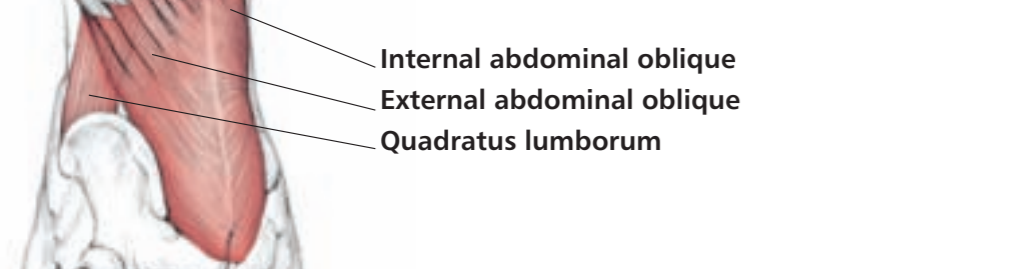 Internal abdominal oblique
External abdominal oblique
Quadratus lumborum